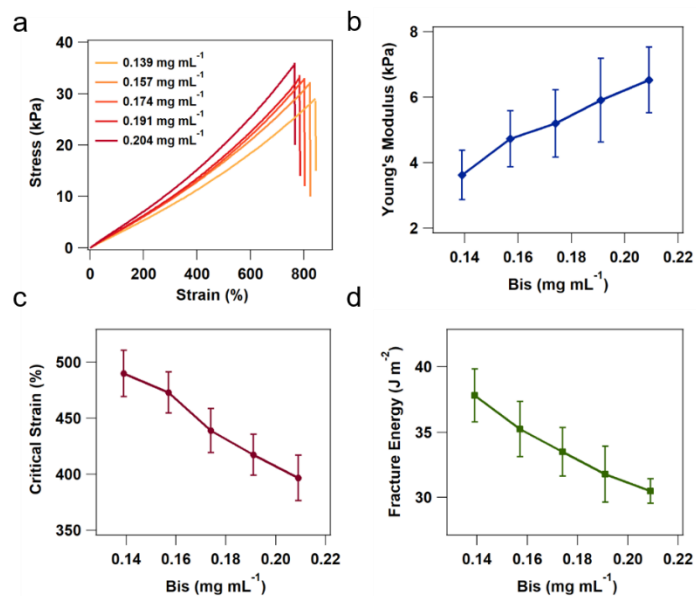 a
Stress (kPa)
40
30
20
10
0
0.139 mg mL⁻¹
0.157 mg mL⁻¹
0.174 mg mL⁻¹
0.191 mg mL⁻¹
0.204 mg mL⁻¹
0 200 400 600 800
Strain (%)
b
Young's Modulus (kPa)
8
6
4
2
0.14 0.16 0.18 0.20 0.22
Bis (mg mL⁻¹)
c
Critical Strain (%)
500
450
400
350
0.14 0.16 0.18 0.20 0.22
Bis (mg mL⁻¹)
d
Fracture Energy (J m⁻²)
40
35
30
0.14 0.16 0.18 0.20 0.22
Bis (mg mL⁻¹)